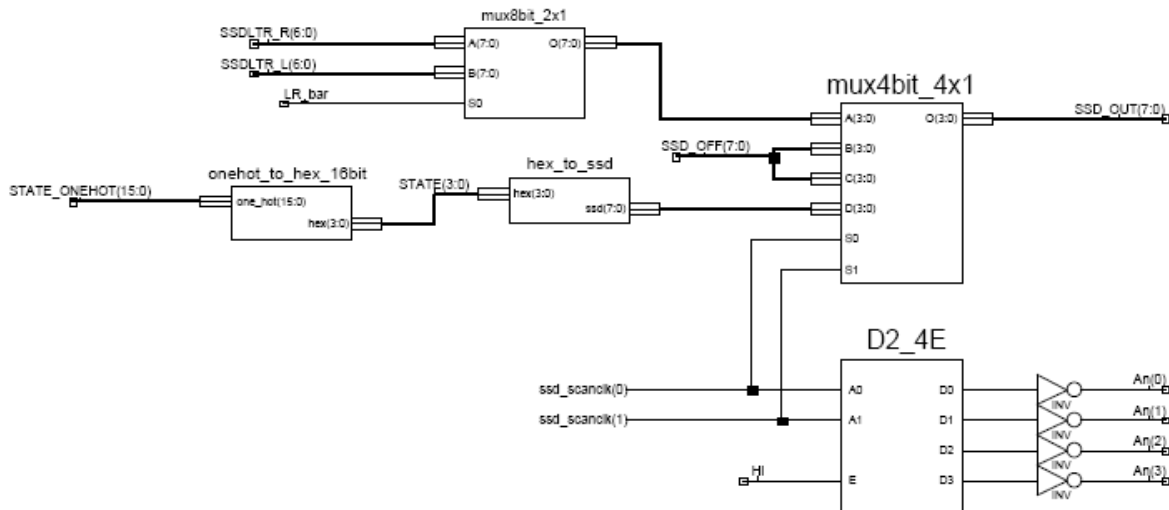 mux8bit_2x1
SSDLTR_R(6:0)
A(7:0)
O(7:0)
SSDLTR_L(6:0)
B(7:0)
LR_bar
S0
mux4bit_4x1
A(3:0)
O(3:0)
SSD_OUT(7:0)
SSD_OFF(7:0)
B(3:0)
C(3:0)
onehot_to_hex_16bit
STATE(3:0)
hex_to_ssd
STATE_ONEHOT(15:0)
one_hot(15:0)
hex(3:0)
hex(3:0)
ssd(7:0)
D(3:0)
S0
S1
D2_4E
ssd_scanclk(0)
A0
D0
INV
An(0)
ssd_scanclk(1)
A1
D1
INV
An(1)
D2
INV
An(2)
HI
E
D3
INV
An(3)